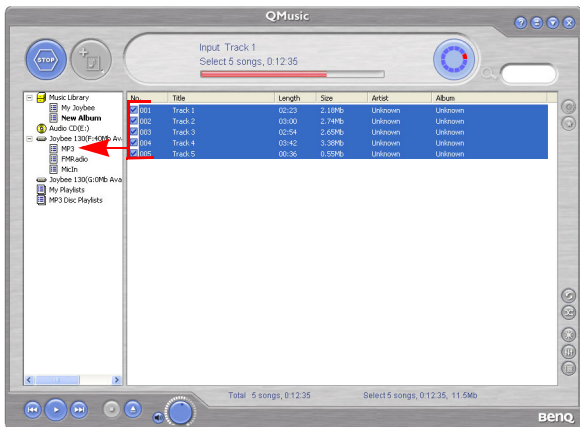 QMusic
Input Track 1
STOP
Select 5 songs, 0:12:35
Music Library
My Joybee
New Album
Audio CD(E:)
Joybee 130(F:40Mb Ava
MP3
FMRadio
MicIn
Joybee 130(G:0Mb Ava
My Playlists
MP3 Disc Playlists
No. Title Length Size Artist Album
001 Track 1 02:23 2.18Mb Unknown Unknown
002 Track 2 03:00 2.74Mb Unknown Unknown
003 Track 3 02:54 2.65Mb Unknown Unknown
004 Track 4 03:42 3.38Mb Unknown Unknown
005 Track 5 00:36 0.55Mb Unknown Unknown
Total 5 songs, 0:12:35 Select 5 songs, 0:12:35, 11.5Mb
BenQ